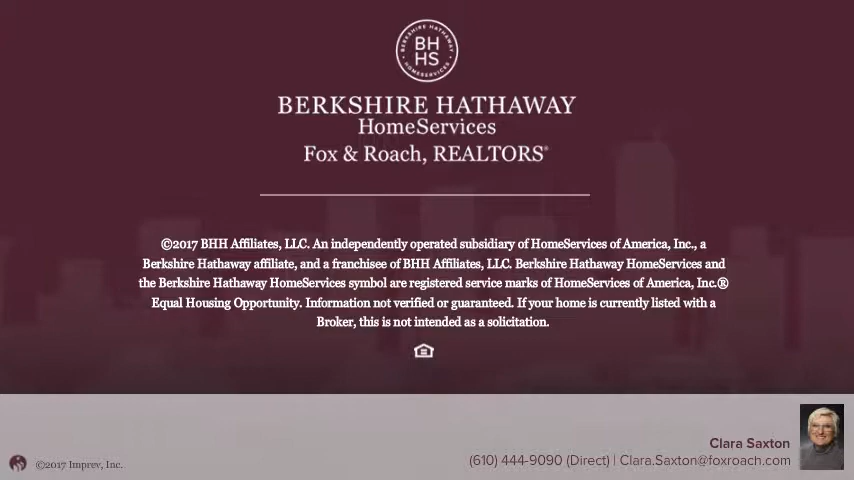 BERKSHIRE HATHAWAY
HOMESERVICES
BH
HS
BERKSHIRE HATHAWAY
HomeServices
Fox & Roach, REALTORS®
©2017 BHH Affiliates, LLC. An independently operated subsidiary of HomeServices of America, Inc., a
Berkshire Hathaway affiliate, and a franchisee of BHH Affiliates, LLC. Berkshire Hathaway HomeServices and
the Berkshire Hathaway HomeServices symbol are registered service marks of HomeServices of America, Inc.®
Equal Housing Opportunity. Information not verified or guaranteed. If your home is currently listed with a
Broker, this is not intended as a solicitation.
Clara Saxton
(610) 444-9090 (Direct) | Clara.Saxton@foxroach.com
©2017 Imprev, Inc.